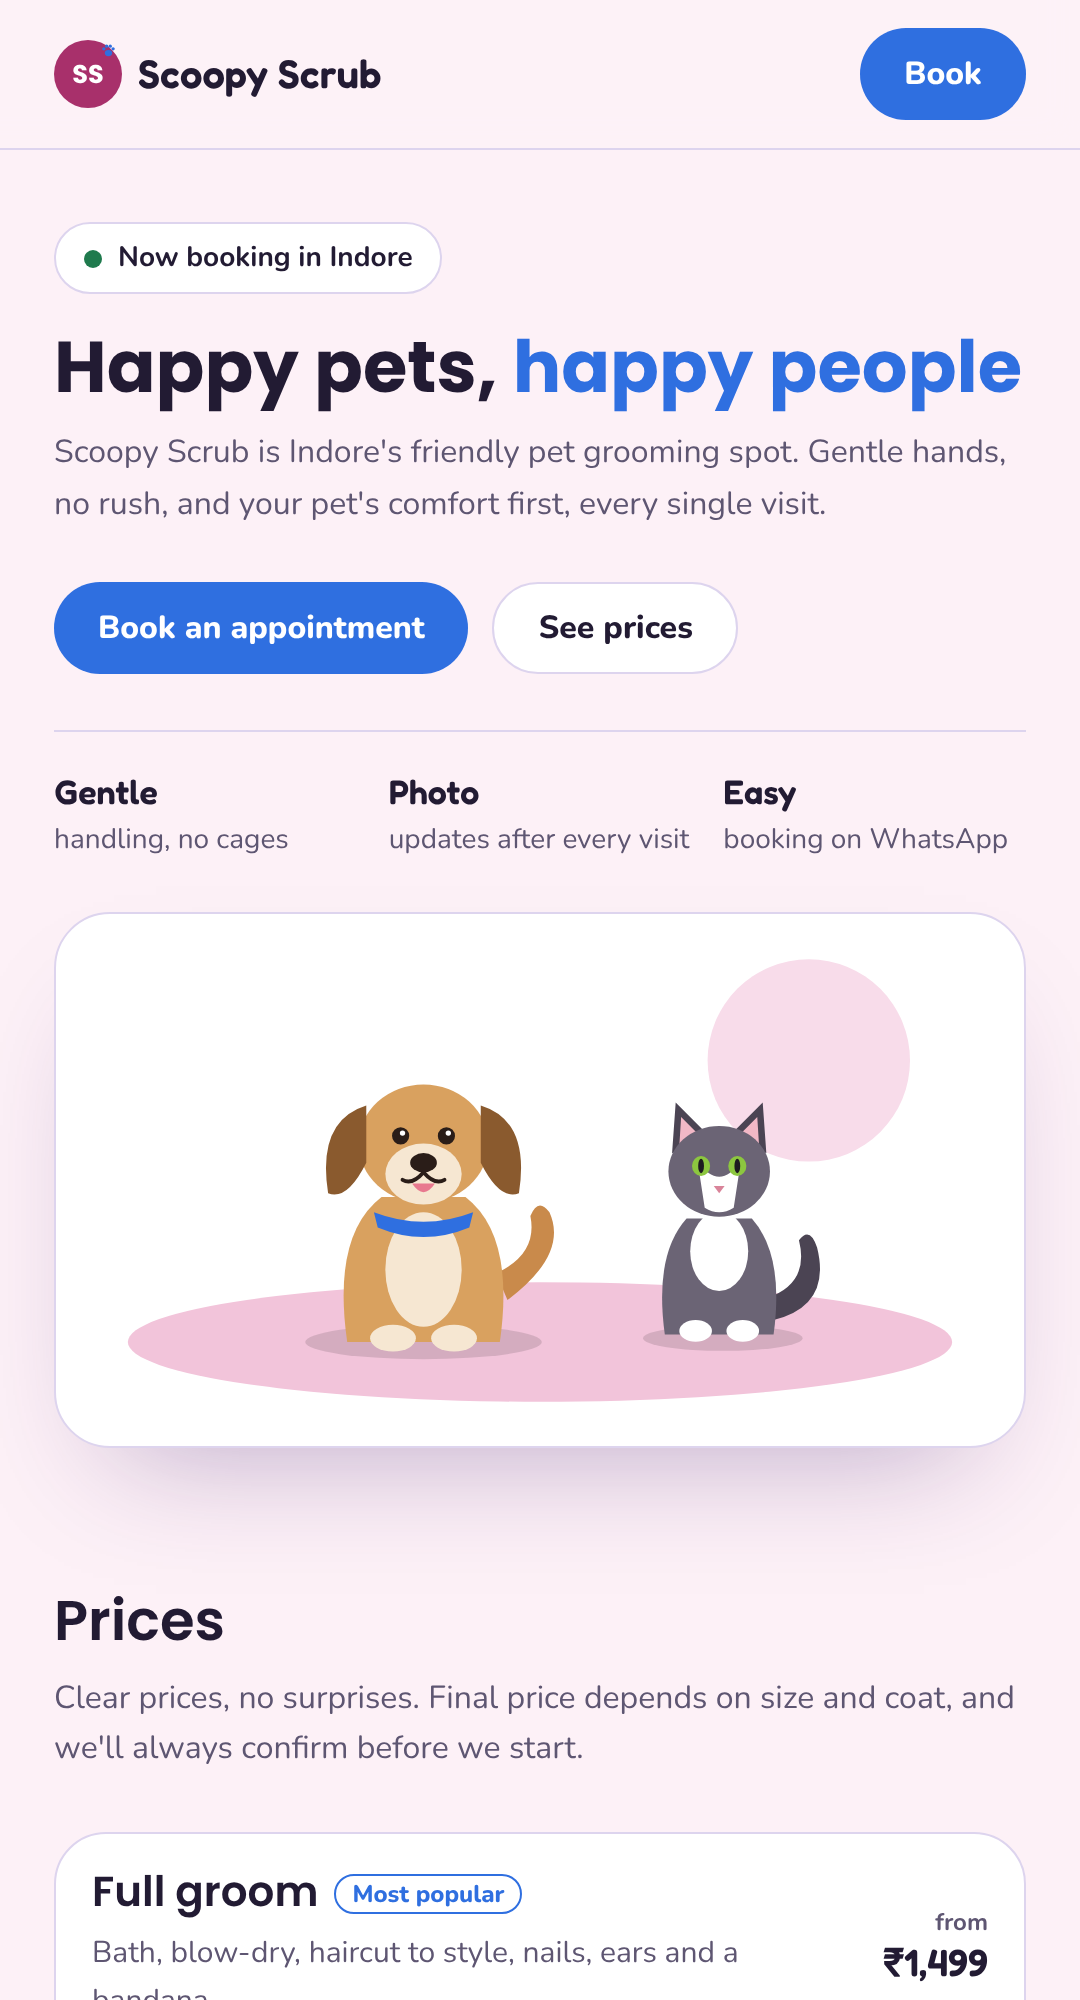 SS Scoopy Scrub
Book
Now booking in Indore
Happy pets, happy people
Scoopy Scrub is Indore's friendly pet grooming spot. Gentle hands,
no rush, and your pet's comfort first, every single visit.
Book an appointment
See prices
Gentle
handling, no cages
Photo
updates after every visit
Easy
booking on WhatsApp
Prices
Clear prices, no surprises. Final price depends on size and coat, and
we'll always confirm before we start.
Full groom
Most popular
Bath, blow-dry, haircut to style, nails, ears and a
bandana
from
₹1,499